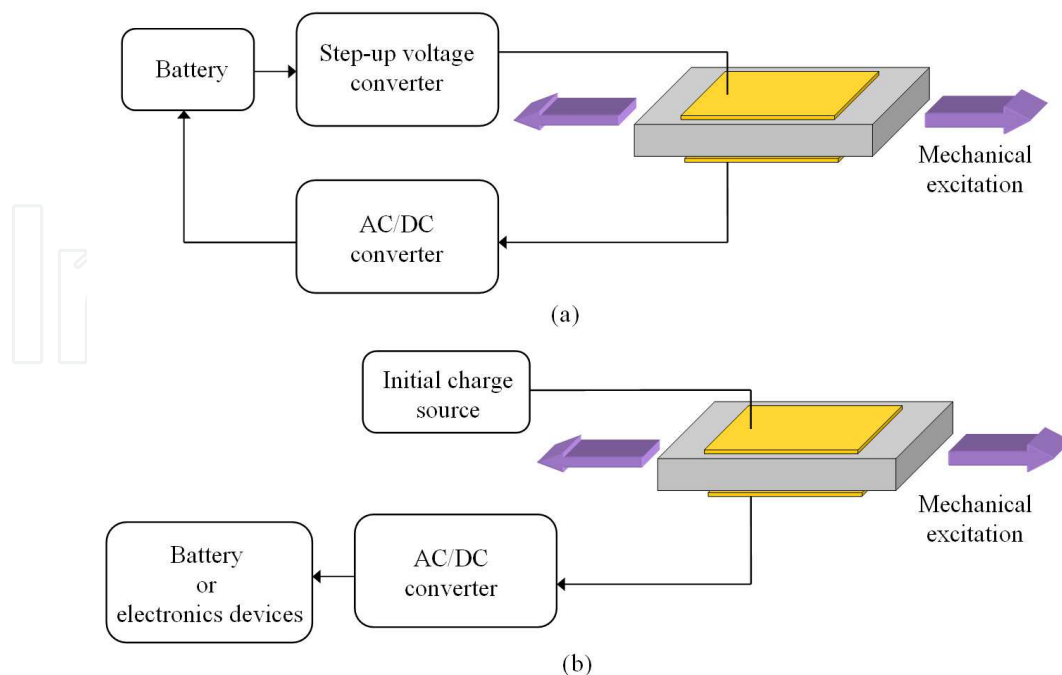 Battery
Step-up voltage
converter
Mechanical
excitation
AC/DC
converter
(a)
Initial charge
source
Mechanical
excitation
Battery
or
electronics devices
AC/DC
converter
(b)